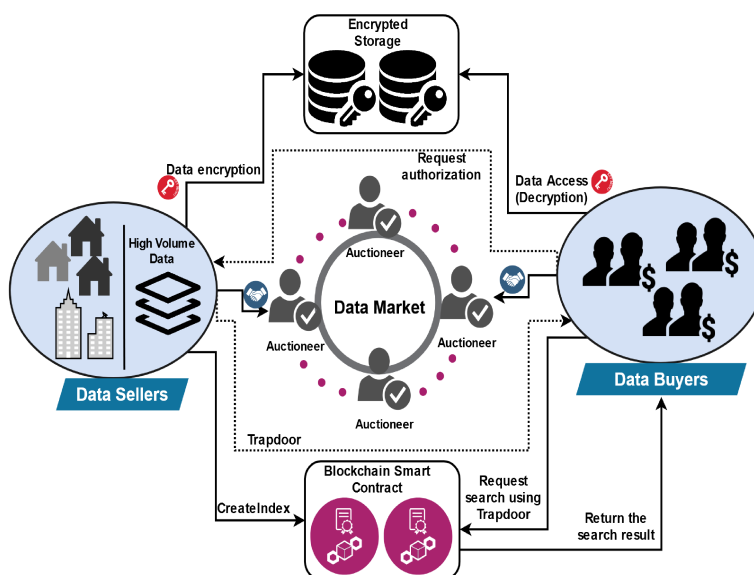 Encrypted
Storage
Data encryption
Request
authorization
Data Access
(Decryption)
High Volume
Data
Auctioneer
Data Market
Auctioneer
Auctioneer
Auctioneer
Data Sellers
Data Buyers
Trapdoor
Blockchain Smart
Contract
CreateIndex
Request
search using
Trapdoor
Return the
search result